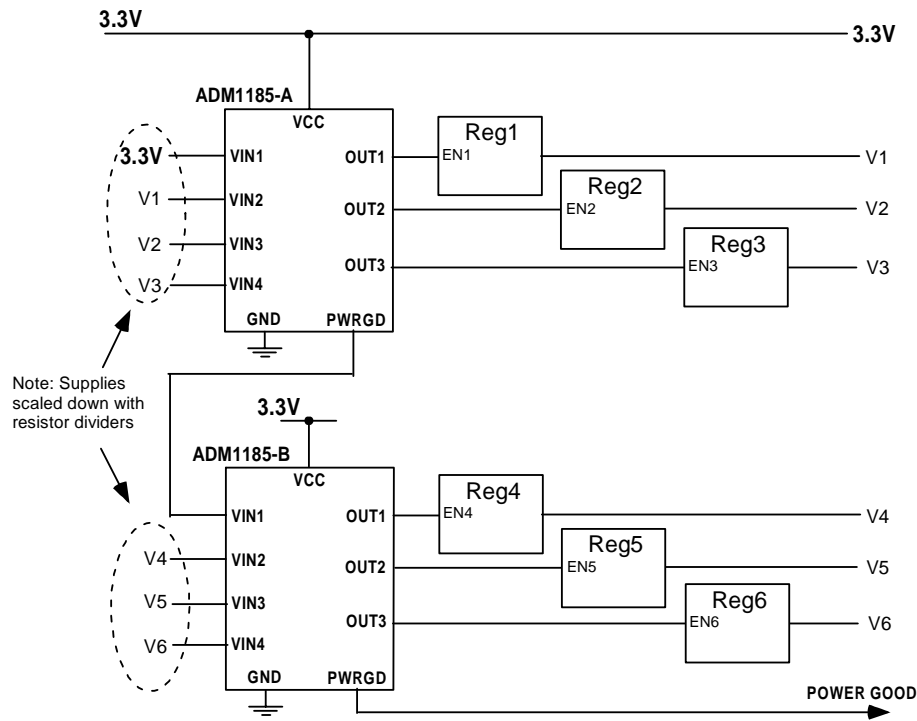 3.3V
3.3V
ADM1185-A
VCC
Reg1
EN1
3.3V
VIN1
OUT1
V1
Reg2
EN2
V1
VIN2
OUT2
V2
Reg3
EN3
V2
VIN3
OUT3
V3
V3
VIN4
GND
PWRGD
Note: Supplies
scaled down with
resistor dividers
3.3V
ADM1185-B
VCC
Reg4
EN4
VIN1
OUT1
V4
Reg5
EN5
V4
VIN2
OUT2
V5
Reg6
EN6
V5
VIN3
OUT3
V6
V6
VIN4
GND
PWRGD
POWER GOOD